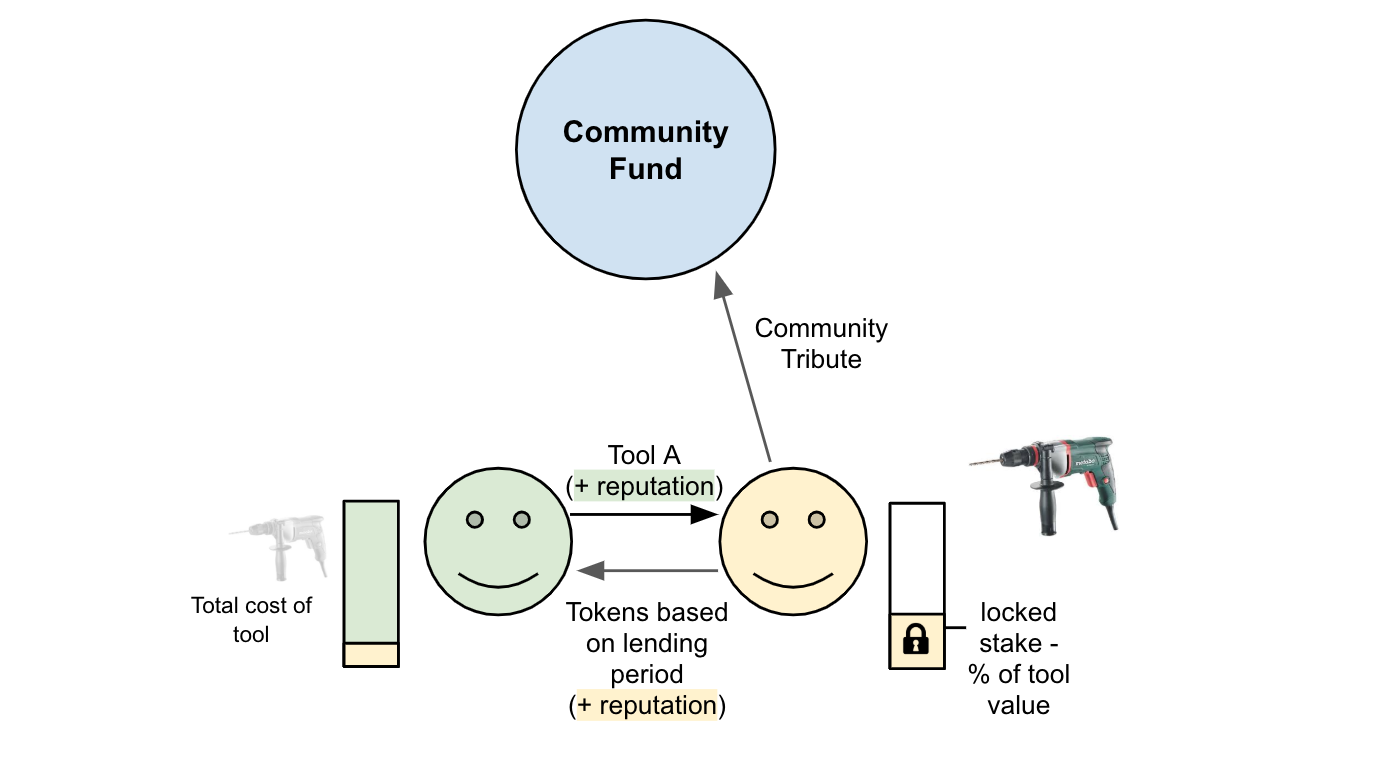 Community
Fund
Community
Tribute
Tool A
(+ reputation)
Total cost of
tool
Tokens based
on lending
period
(+ reputation)
locked
stake -
% of tool
value
metabo